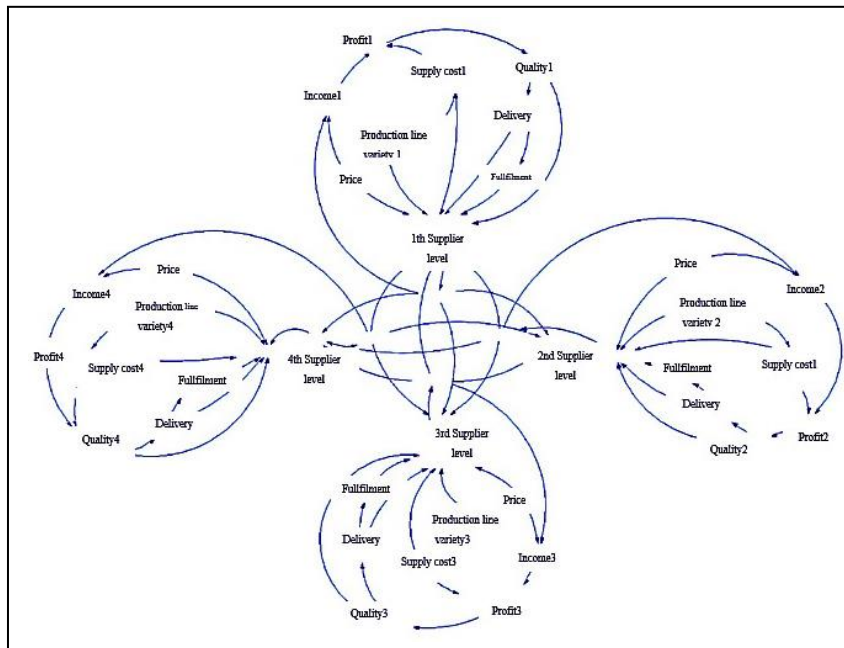 Profit1
Supply cost1
Quality1
Income1
Delivery
Production line
variety 1
Fullfilment
Price
1th Supplier
level
Price
Income4
Production line
variety4
Profit4
Supply cost4
Fullfilment
Delivery
Quality4
4th Supplier
level
2nd Supplier
level
Price
Income2
Production line
variety 2
Supply cost1
Fullfilment
Delivery
Profit2
Quality2
3rd Supplier
level
Fullfilment
Price
Production line
variety3
Delivery
Supply cost3
Income3
Quality3
Profit3